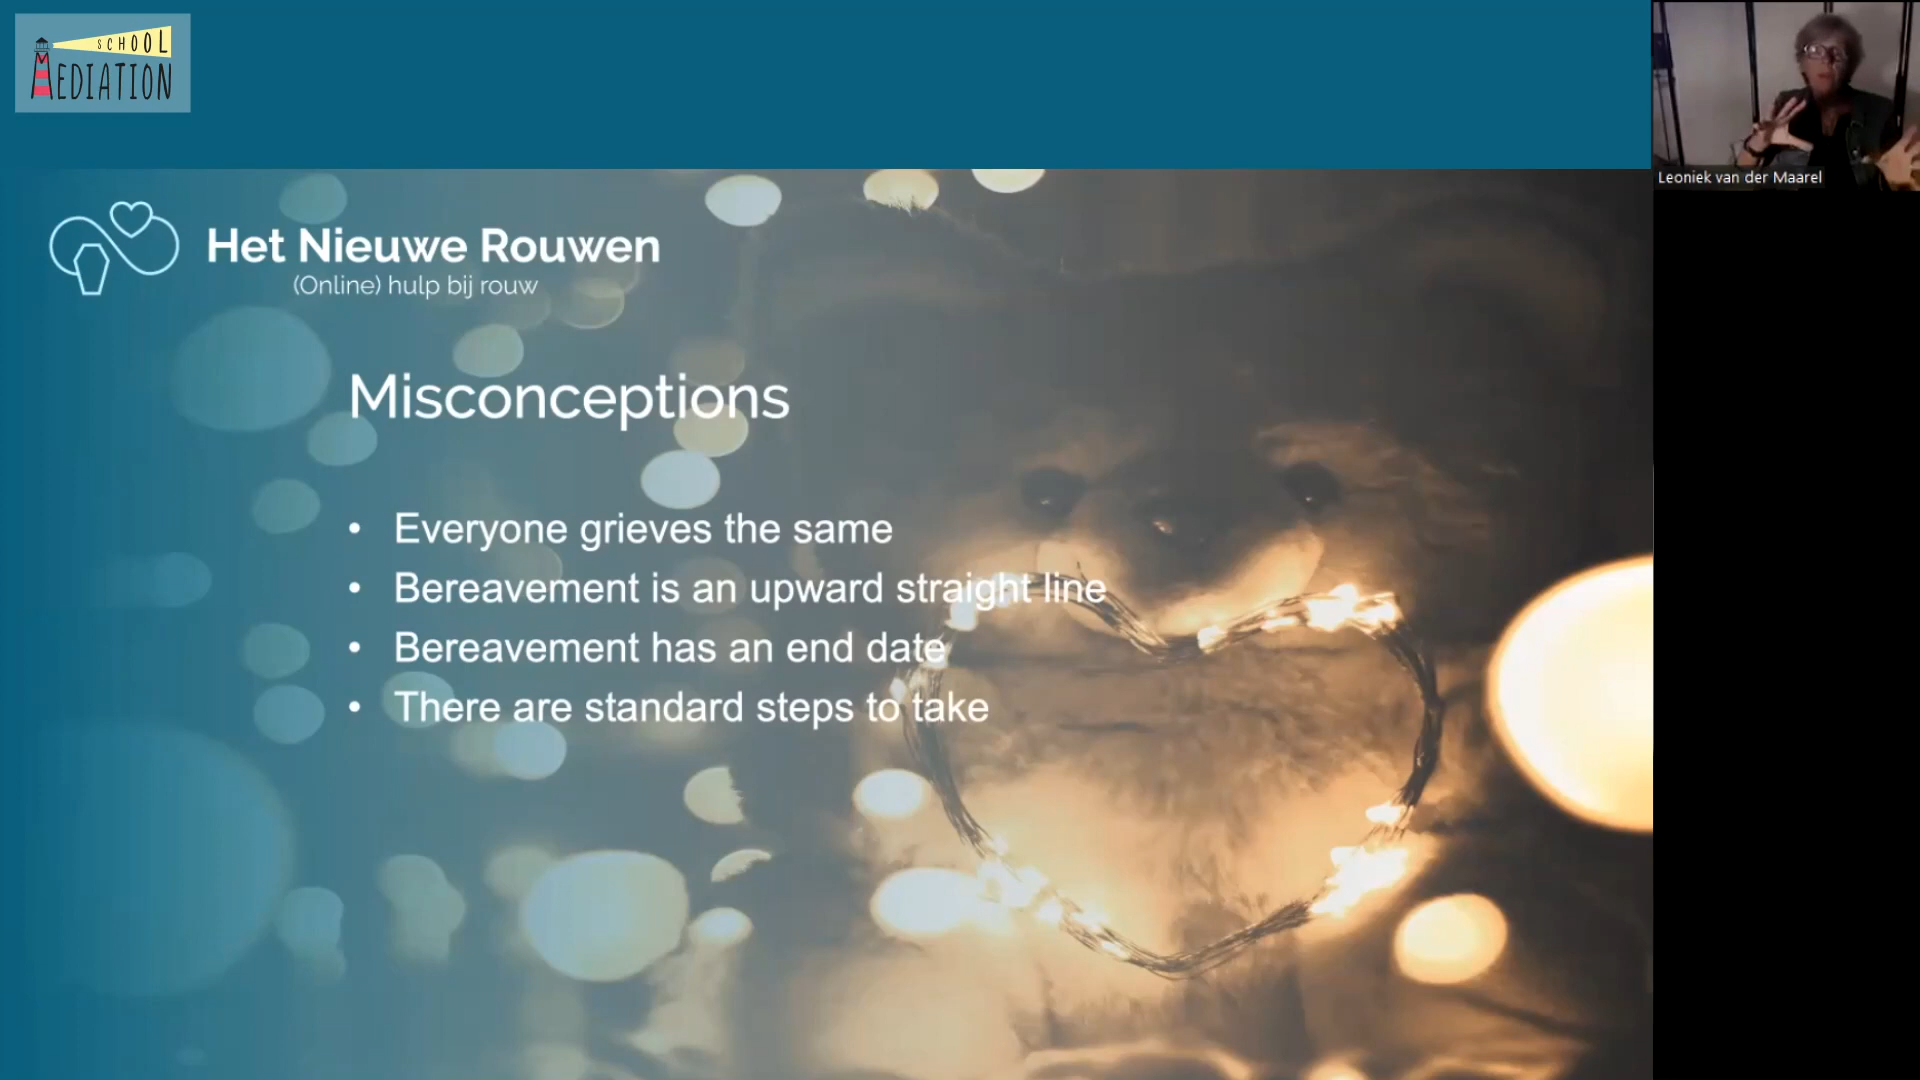 SCHOOL
MEDIATION
Leoniek van der Maarel
Het Nieuwe Rouwen
(Online) hulp bij rouw
Misconceptions
• Everyone grieves the same
• Bereavement is an upward straight line
• Bereavement has an end date
• There are standard steps to take